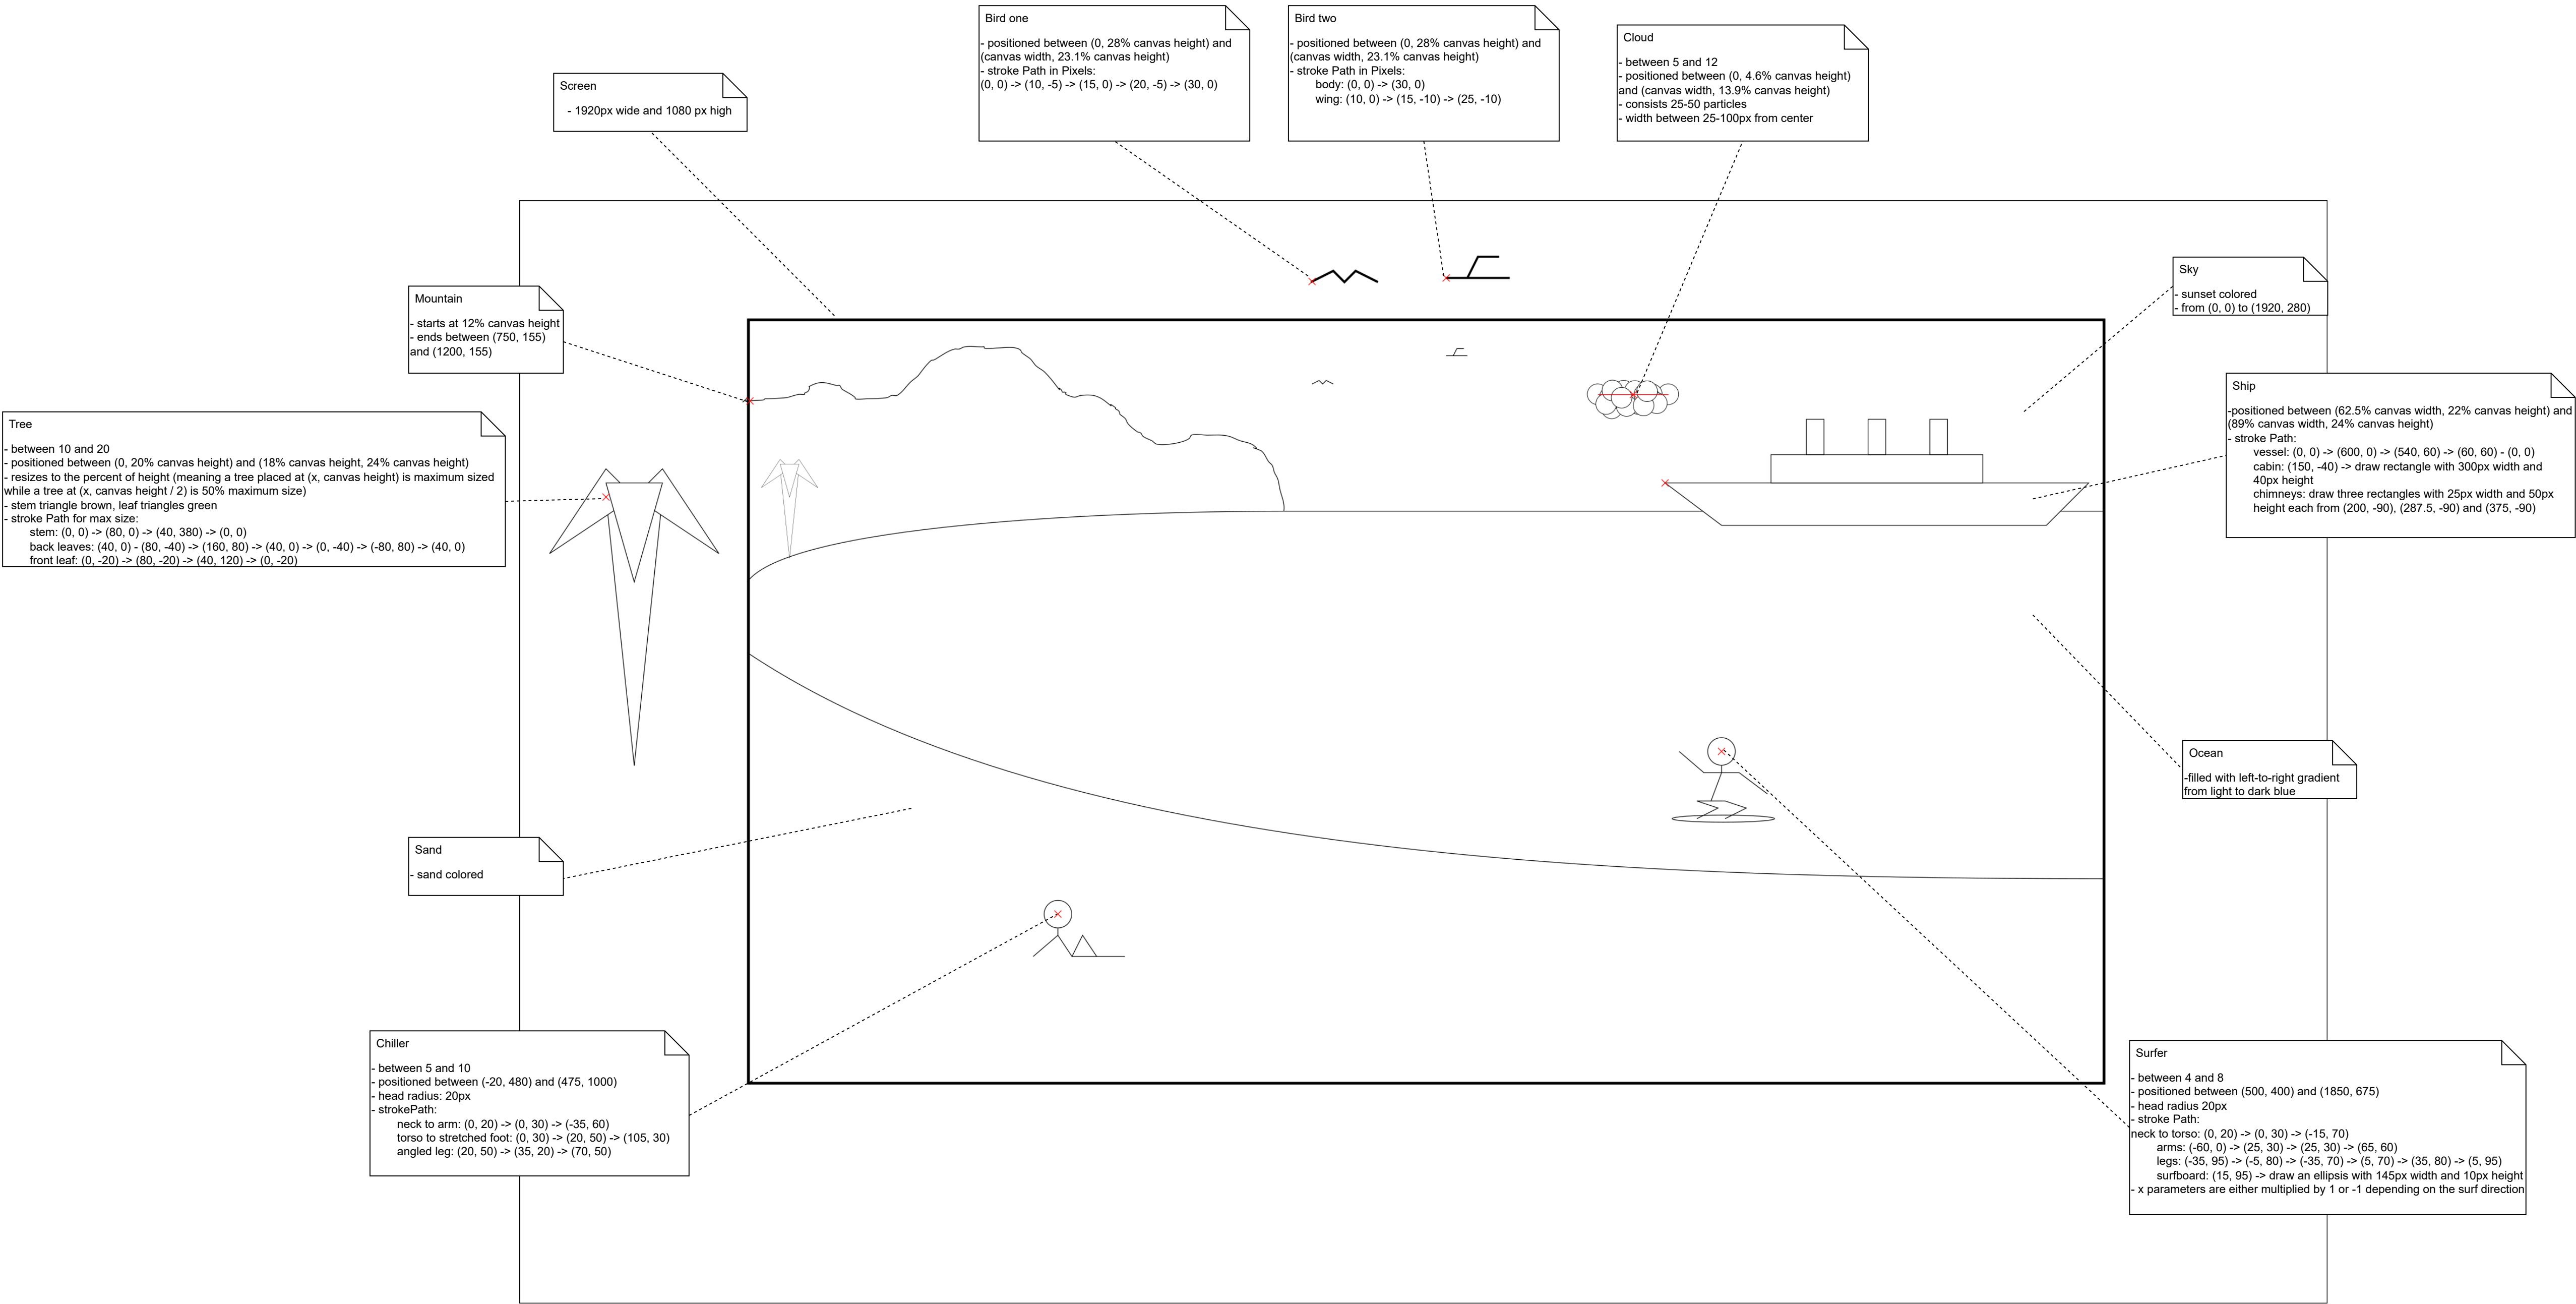 Bird one
- positioned between (0, 28% canvas height) and
(canvas width, 23.1% canvas height)
- stroke Path in Pixels:
(0, 0) -> (10, -5) -> (15, 0) -> (20, -5) -> (30, 0)
Bird two
- positioned between (0, 28% canvas height) and
(canvas width, 23.1% canvas height)
- stroke Path in Pixels:
body: (0, 0) -> (30, 0)
wing: (10, 0) -> (15, -10) -> (25, -10)
Cloud
- between 5 and 12
- positioned between (0, 4.6% canvas height)
and (canvas width, 13.9% canvas height)
- consists 25-50 particles
- width between 25-100px from center
Screen
- 1920px wide and 1080 px high
Sky
- sunset colored
- from (0, 0) to (1920, 280)
Mountain
- starts at 12% canvas height
- ends between (750, 155)
and (1200, 155)
Ship
-positioned between (62.5% canvas width, 22% canvas height) and
(89% canvas width, 24% canvas height)
- stroke Path:
vessel: (0, 0) -> (600, 0) -> (540, 60) -> (60, 60) - (0, 0)
cabin: (150, -40) -> draw rectangle with 300px width and
40px height
chimneys: draw three rectangles with 25px width and 50px
height each from (200, -90), (287.5, -90) and (375, -90)
Tree
- between 10 and 20
- positioned between (0, 20% canvas height) and (18% canvas height, 24% canvas height)
- resizes to the percent of height (meaning a tree placed at (x, canvas height) is maximum sized
while a tree at (x, canvas height / 2) is 50% maximum size)
- stem triangle brown, leaf triangles green
- stroke Path for max size:
stem: (0, 0) -> (80, 0) -> (40, 380) -> (0, 0)
back leaves: (40, 0) - (80, -40) -> (160, 80) -> (40, 0) -> (0, -40) -> (-80, 80) -> (40, 0)
front leaf: (0, -20) -> (80, -20) -> (40, 120) -> (0, -20)
Ocean
-filled with left-to-right gradient
from light to dark blue
Sand
- sand colored
Chiller
- between 5 and 10
- positioned between (-20, 480) and (475, 1000)
- head radius: 20px
- strokePath:
neck to arm: (0, 20) -> (0, 30) -> (-35, 60)
torso to stretched foot: (0, 30) -> (20, 50) -> (105, 30)
angled leg: (20, 50) -> (35, 20) -> (70, 50)
Surfer
- between 4 and 8
- positioned between (500, 400) and (1850, 675)
- head radius 20px
- stroke Path:
neck to torso: (0, 20) -> (0, 30) -> (-15, 70)
arms: (-60, 0) -> (25, 30) -> (25, 30) -> (65, 60)
legs: (-35, 95) -> (-5, 80) -> (-35, 70) -> (5, 70) -> (35, 80) -> (5, 95)
surfboard: (15, 95) -> draw an ellipsis with 145px width and 10px height
- x parameters are either multiplied by 1 or -1 depending on the surf direction